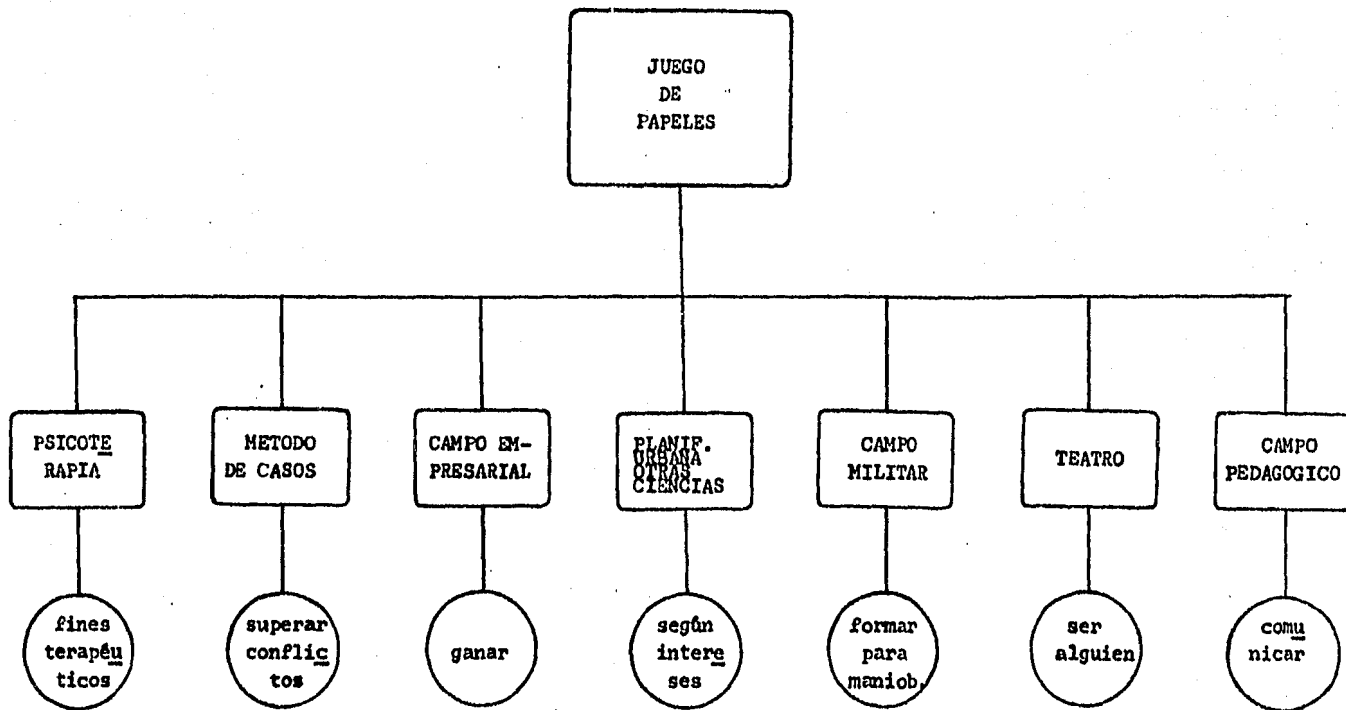 JUEGO
DE
PAPELES
PSICOTE
RAPIA
METODO
DE CASOS
CAMPO EM-
PRESARIAL
PLANIF.
URBANA
OTRAS
CIENCIAS
CAMPO
MILITAR
TEATRO
CAMPO
PEDAGOGICO
fines
terapéu
ticos
superar
conflic
tos
ganar
según
intere
ses
formar
para
maniob.
ser
alguien
comu
nicar